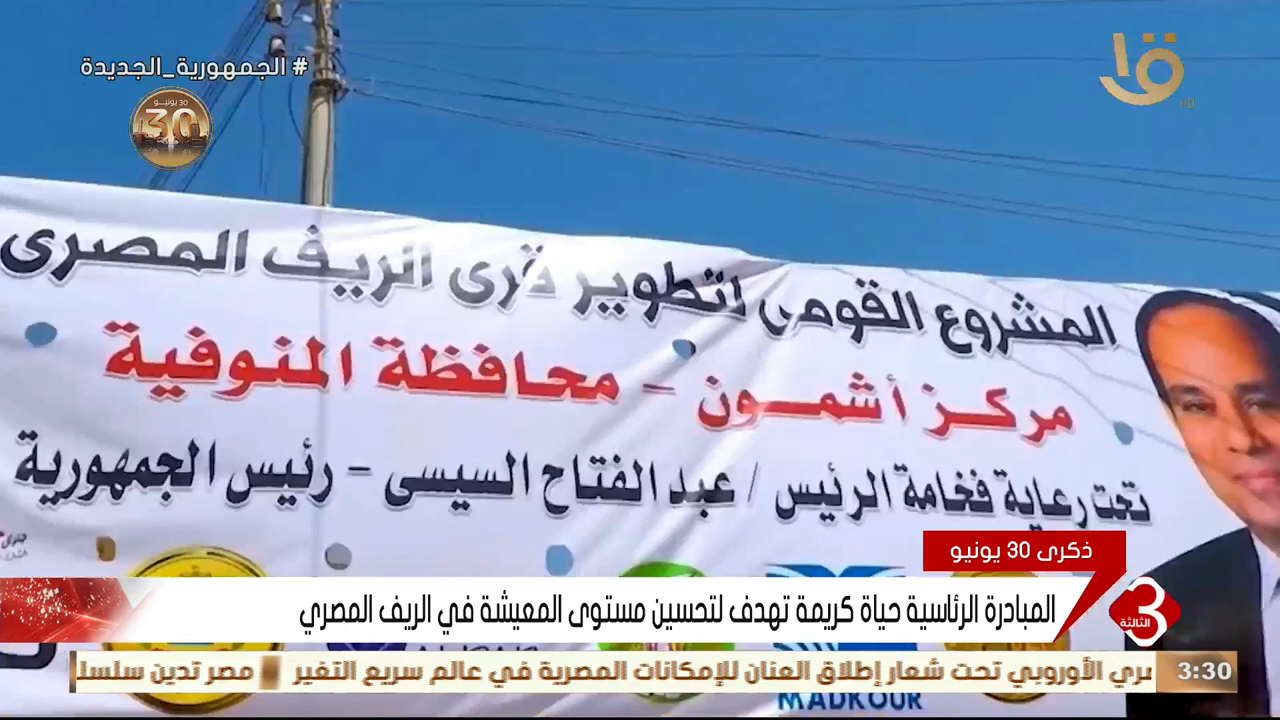 #الجمهورية_الجديدة
30 يونيو
30
HD
المشروع القومى لتطوير قرى الريف المصرى
مركز أشمون - محافظة المنوفية
تحت رعاية فخامة الرئيس / عبد الفتاح السيسى - رئيس الجمهورية
ذكرى 30 يونيو
المبادرة الرئاسية حياة كريمة تهدف لتحسين مستوى المعيشة في الريف المصري
3
الثالثة
الأوروبي تحت شعار إطلاق العنان للإمكانات المصرية في عالم سريع التغير
مصر تدين
3:30
MADKOUR